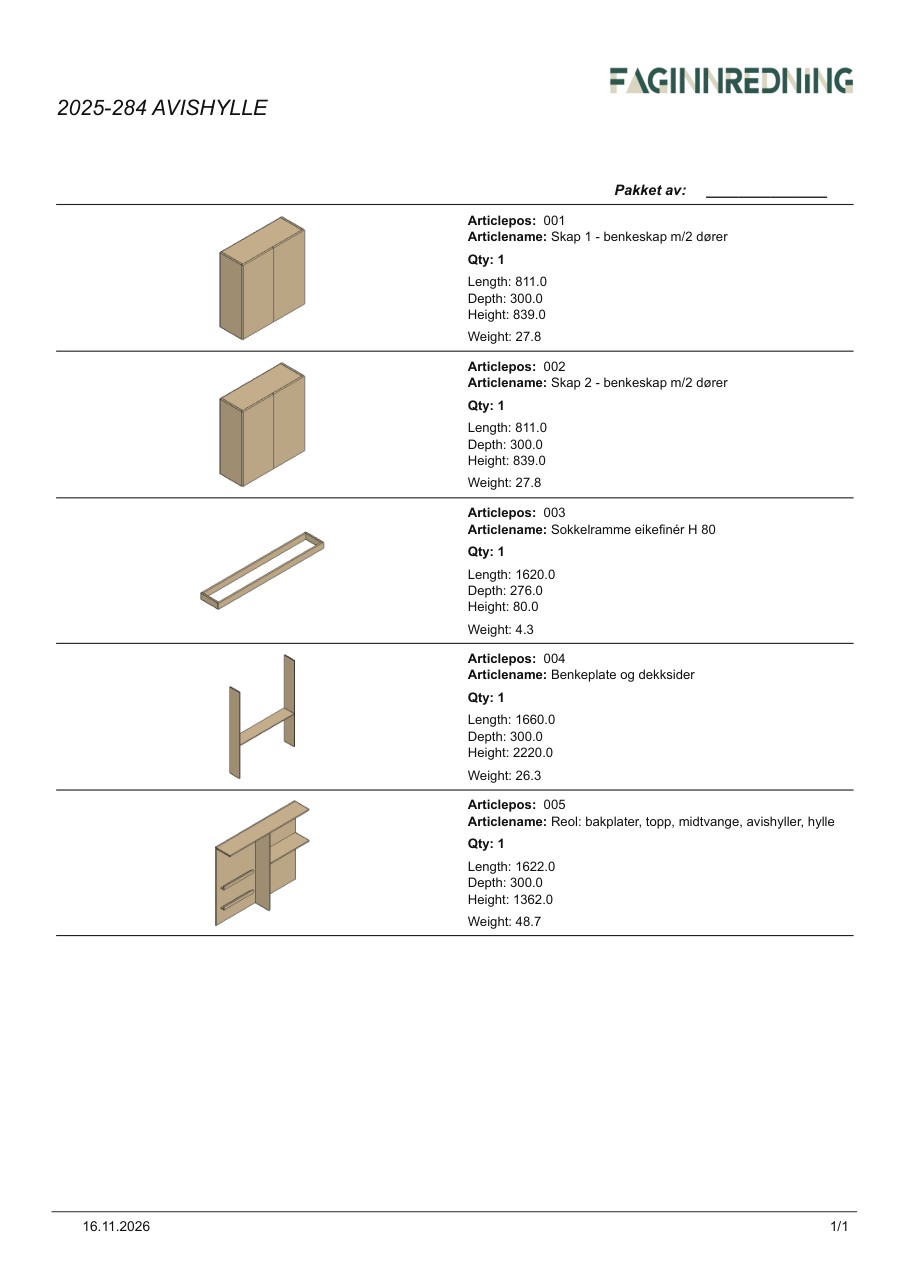 FAGINNREDNING
2025-284 AVISHYLLE
Pakket av: _______________
Articlepos: 001
Articlename: Skap 1 - benkeskap m/2 dører
Qty: 1
Length: 811.0
Depth: 300.0
Height: 839.0
Weight: 27.8
Articlepos: 002
Articlename: Skap 2 - benkeskap m/2 dører
Qty: 1
Length: 811.0
Depth: 300.0
Height: 839.0
Weight: 27.8
Articlepos: 003
Articlename: Sokkelramme eikefinér H 80
Qty: 1
Length: 1620.0
Depth: 276.0
Height: 80.0
Weight: 4.3
Articlepos: 004
Articlename: Benkeplate og dekksider
Qty: 1
Length: 1660.0
Depth: 300.0
Height: 2220.0
Weight: 26.3
Articlepos: 005
Articlename: Reol: bakplater, topp, midtvange, avishyller, hylle
Qty: 1
Length: 1622.0
Depth: 300.0
Height: 1362.0
Weight: 48.7
16.11.2026 1/1